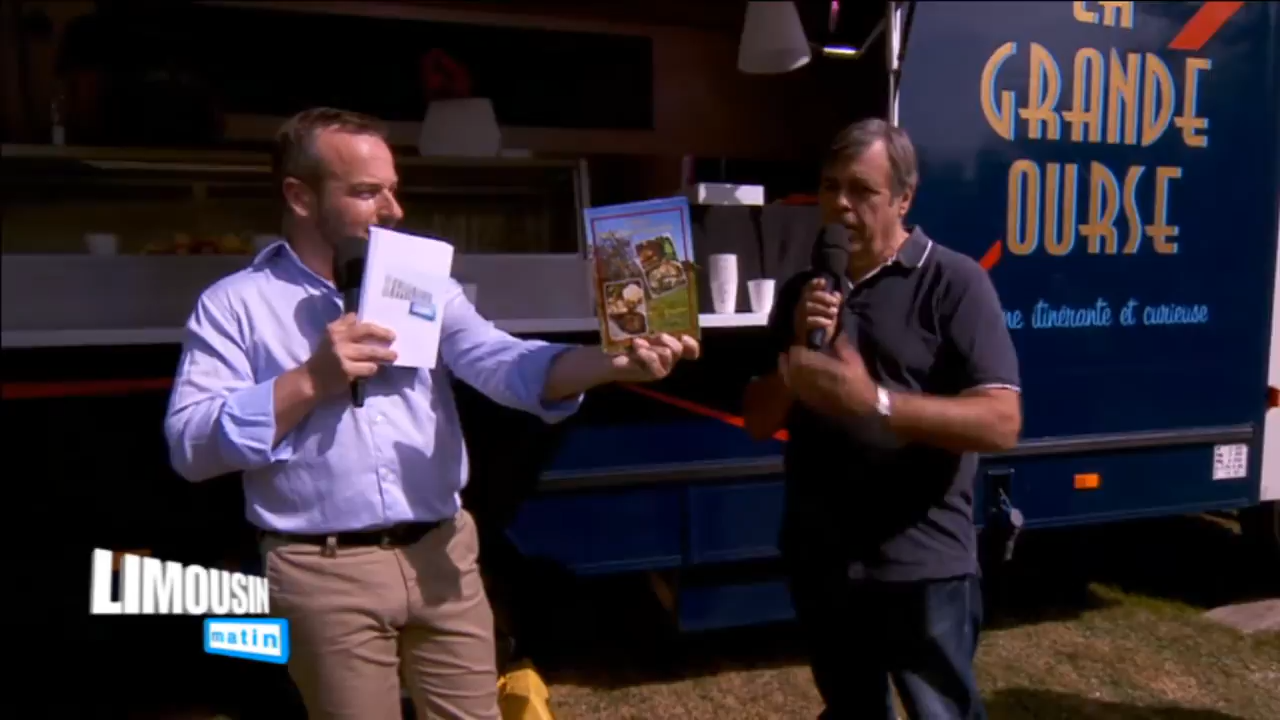 LA
GRANDE
OURSE
ne itinérante et curieuse
LIMOUSIN
matin